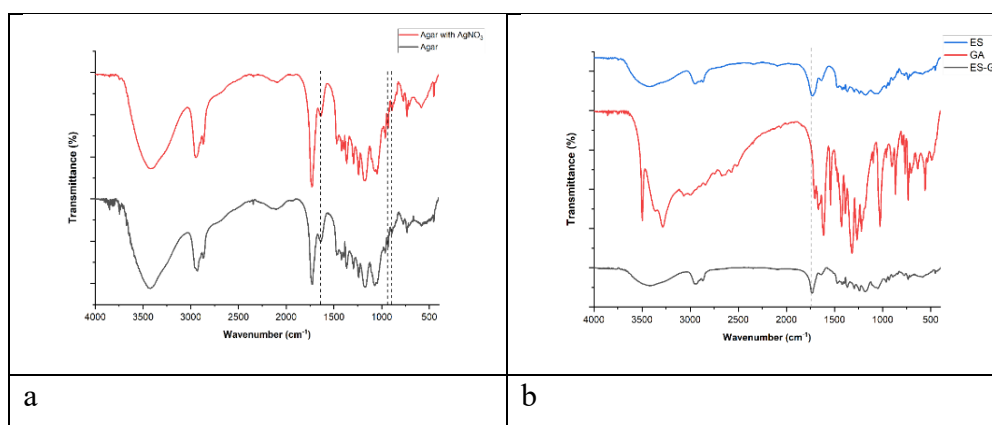 Agar with AgNO₃
Agar
Transmittance (%)
4000 3500 3000 2500 2000 1500 1000 500
Wavenumber (cm⁻¹)
ES
GA
ES-G
Transmittance (%)
4000 3500 3000 2500 2000 1500 1000 500
Wavenumber (cm⁻¹)
a
b